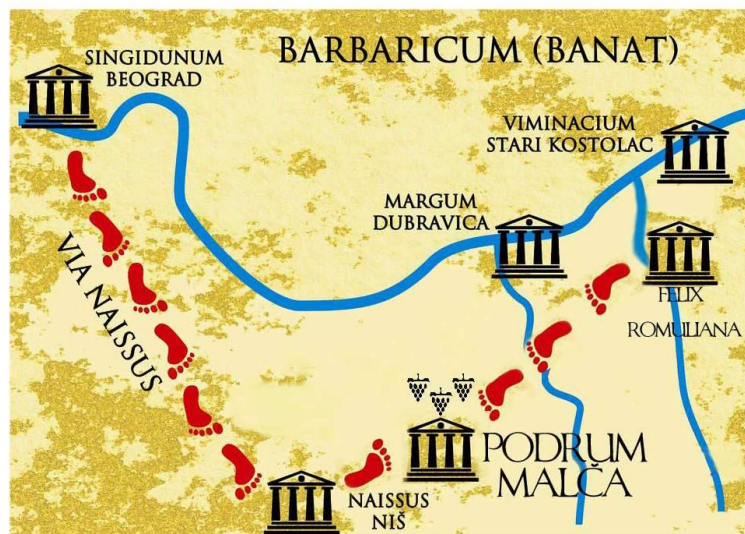 BARBARICUM (BANAT)
SINGIDUNUM
BEOGRAD
VIMINACIUM
STARI KOSTOLAC
MARGUM
DUBRAVICA
VIA NAISSUS
FELIX
ROMULIANA
PODRUM
MALČA
NAISSUS
NIŠ